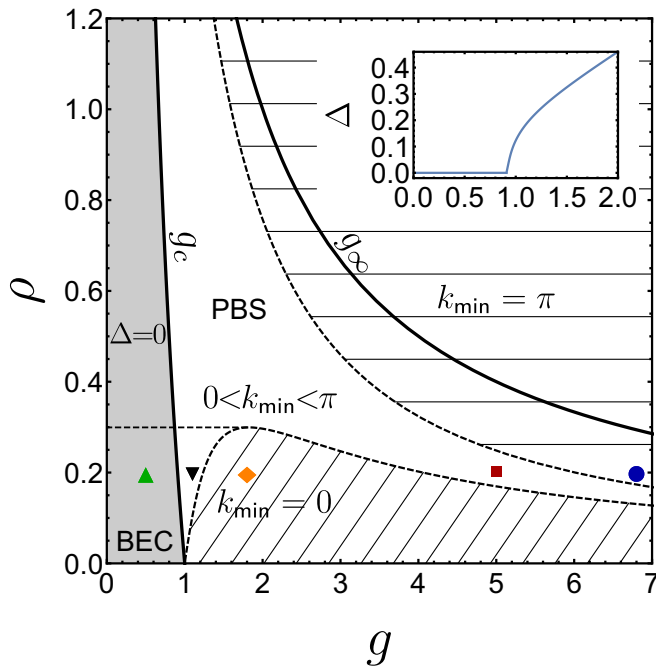 1.2
1.0
0.8
0.6
0.4
0.2
0.0
ρ
0 1 2 3 4 5 6 7
g
Δ
0.4
0.3
0.2
0.1
0.0
0.0 0.5 1.0 1.5 2.0
g_c
g_∞
k_min = π
PBS
Δ=0
0<k_min<π
k_min = 0
BEC